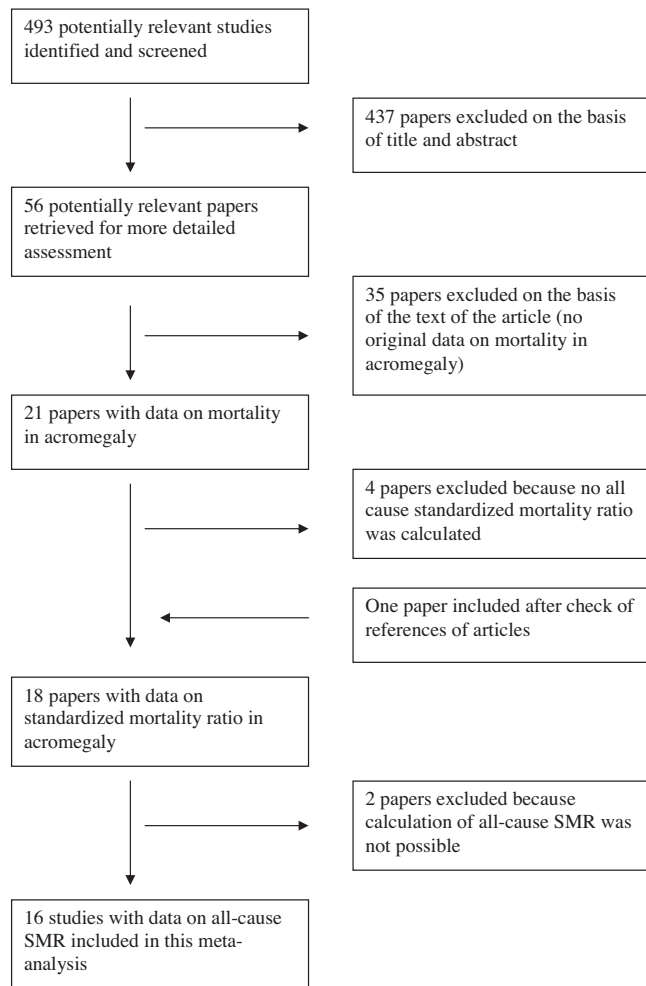 493 potentially relevant studies
identified and screened
437 papers excluded on the basis
of title and abstract
56 potentially relevant papers
retrieved for more detailed
assessment
35 papers excluded on the basis
of the text of the article (no
original data on mortality in
acromegaly)
21 papers with data on mortality
in acromegaly
4 papers excluded because no all
cause standardized mortality ratio
was calculated
One paper included after check of
references of articles
18 papers with data on
standardized mortality ratio in
acromegaly
2 papers excluded because
calculation of all-cause SMR was
not possible
16 studies with data on all-cause
SMR included in this meta-
analysis